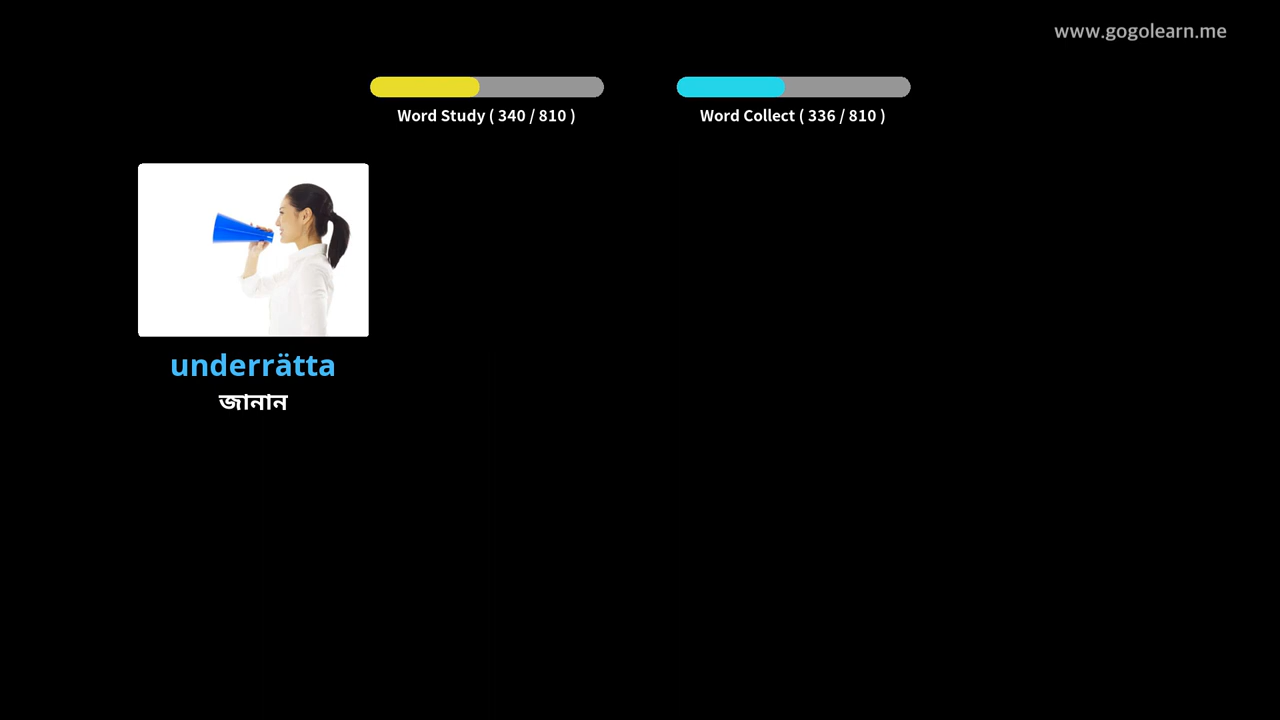 www.gogolearn.me
Word Study ( 340 / 810 )
Word Collect ( 336 / 810 )
underrätta
জানান